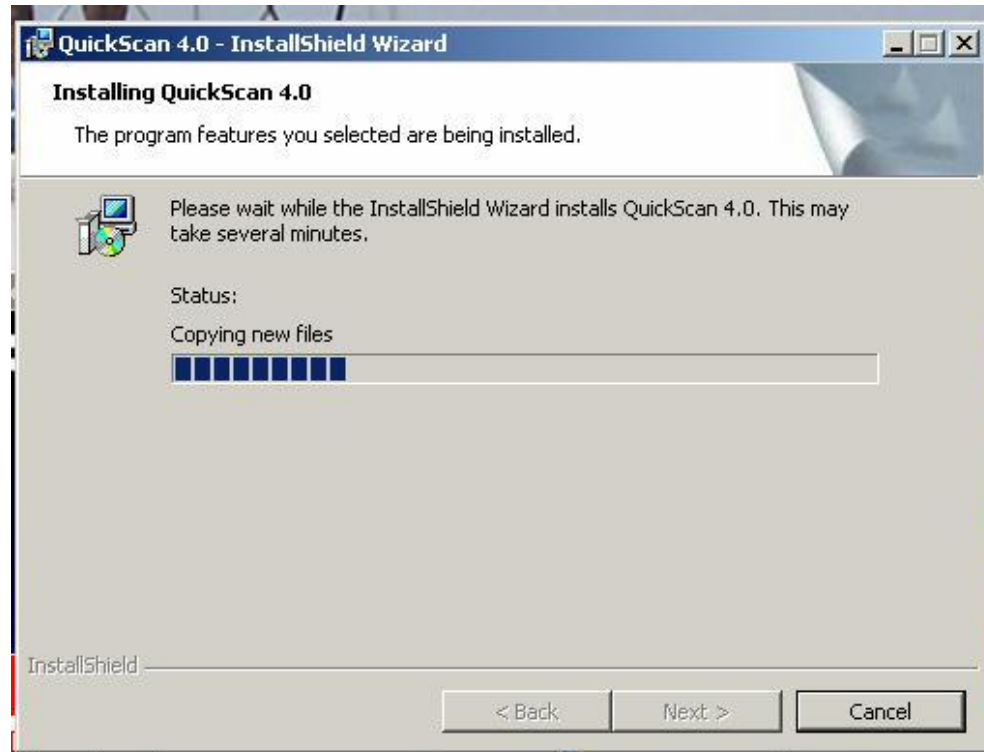 QuickScan 4.0 - InstallShield Wizard
Installing QuickScan 4.0
The program features you selected are being installed.
Please wait while the InstallShield Wizard installs QuickScan 4.0. This may
take several minutes.
Status:
Copying new files
InstallShield
< Back
Next >
Cancel